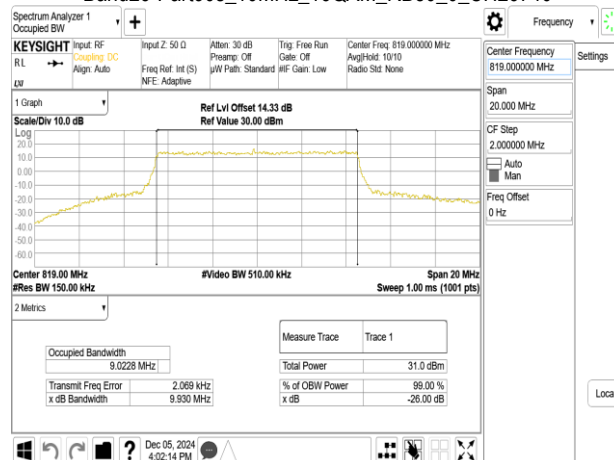 Spectrum Analyzer 1
Occupied BW
Frequency
Settings
KEYSIGHT
Input: RF
Input Z: 50 Ω
Atten: 30 dB
Trig: Free Run
Center Freq: 819.000000 MHz
RL
Coupling: DC
Preamp: Off
Gate: Off
Avg|Hold: 10/10
Align: Auto
Freq Ref: Int (S)
µW Path: Standard
#IF Gain: Low
Radio Std: None
NFE: Adaptive
Center Frequency
819.000000 MHz
Span
20.000 MHz
CF Step
2.000000 MHz
Auto
Man
Freq Offset
0 Hz
Local
1 Graph
Ref Lvl Offset 14.33 dB
Scale/Div 10.0 dB
Ref Value 30.00 dBm
Log
20.0
10.0
0.00
-10.0
-20.0
-30.0
-40.0
-50.0
-60.0
Center 819.00 MHz
#Video BW 510.00 kHz
Span 20 MHz
#Res BW 150.00 kHz
Sweep 1.00 ms (1001 pts)
2 Metrics
Measure Trace
Trace 1
Occupied Bandwidth
9.0228 MHz
Total Power
31.0 dBm
Transmit Freq Error
2.069 kHz
% of OBW Power
99.00 %
x dB Bandwidth
9.930 MHz
x dB
-26.00 dB
Dec 05, 2024
4:02:14 PM